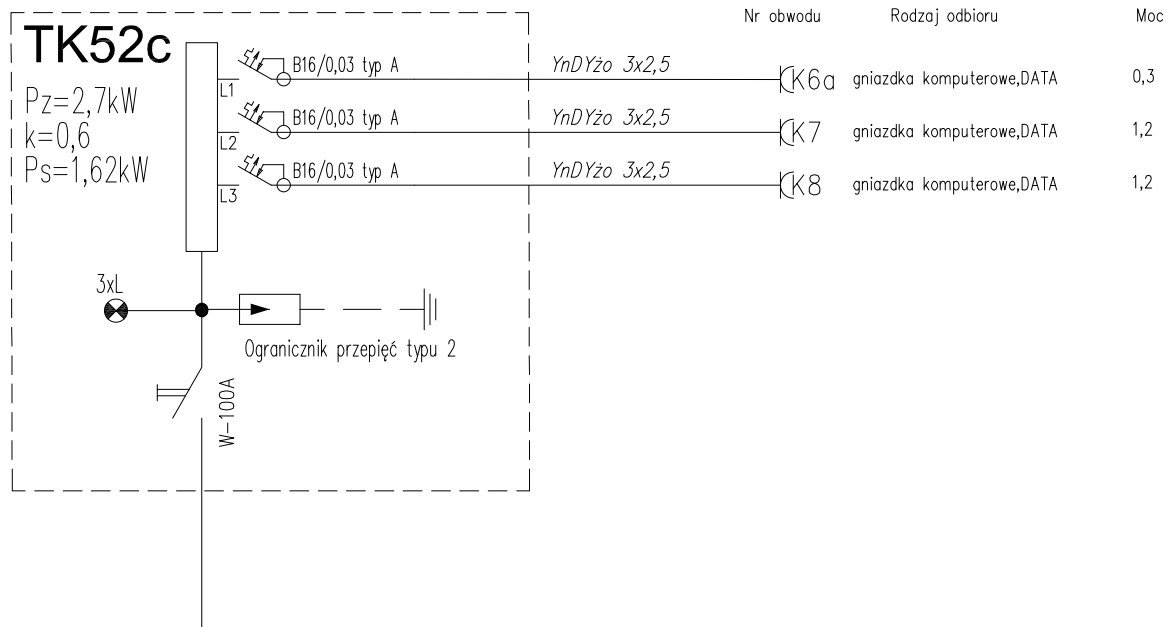 Nr obwodu Rodzaj odbioru Moc
TK52c
Pz=2,7kW
k=0,6
Ps=1,62kW
L1 B16/0,03 typ A YnDYżo 3x2,5 K6a gniazdka komputerowe,DATA 0,3
L2 B16/0,03 typ A YnDYżo 3x2,5 K7 gniazdka komputerowe,DATA 1,2
L3 B16/0,03 typ A YnDYżo 3x2,5 K8 gniazdka komputerowe,DATA 1,2
3xL
Ogranicznik przepięć typu 2
W-100A